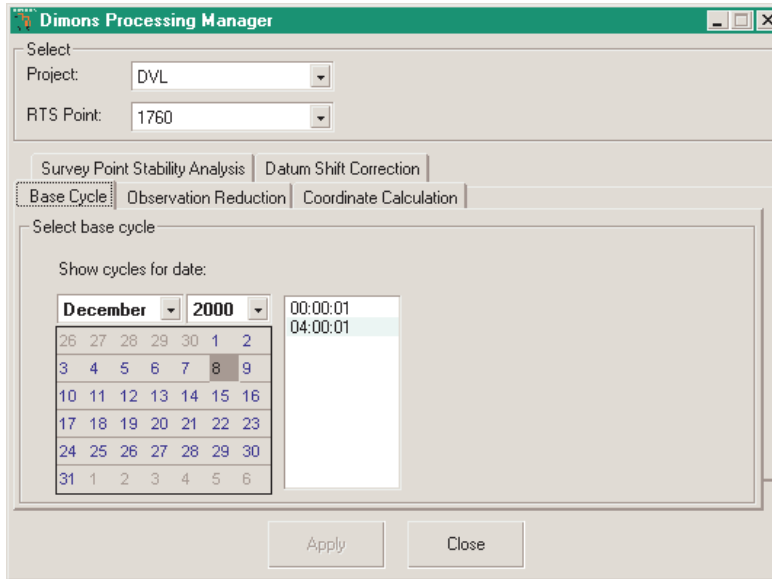 Dimons Processing Manager
Select
Project: DVL
RTS Point: 1760
Survey Point Stability Analysis Datum Shift Correction
Base Cycle Observation Reduction Coordinate Calculation
Select base cycle
Show cycles for date:
December 2000 00:00:01
04:00:01
26 27 28 29 30 1 2
3 4 5 6 7 8 9
10 11 12 13 14 15 16
17 18 19 20 21 22 23
24 25 26 27 28 29 30
31 1 2 3 4 5 6
Apply Close